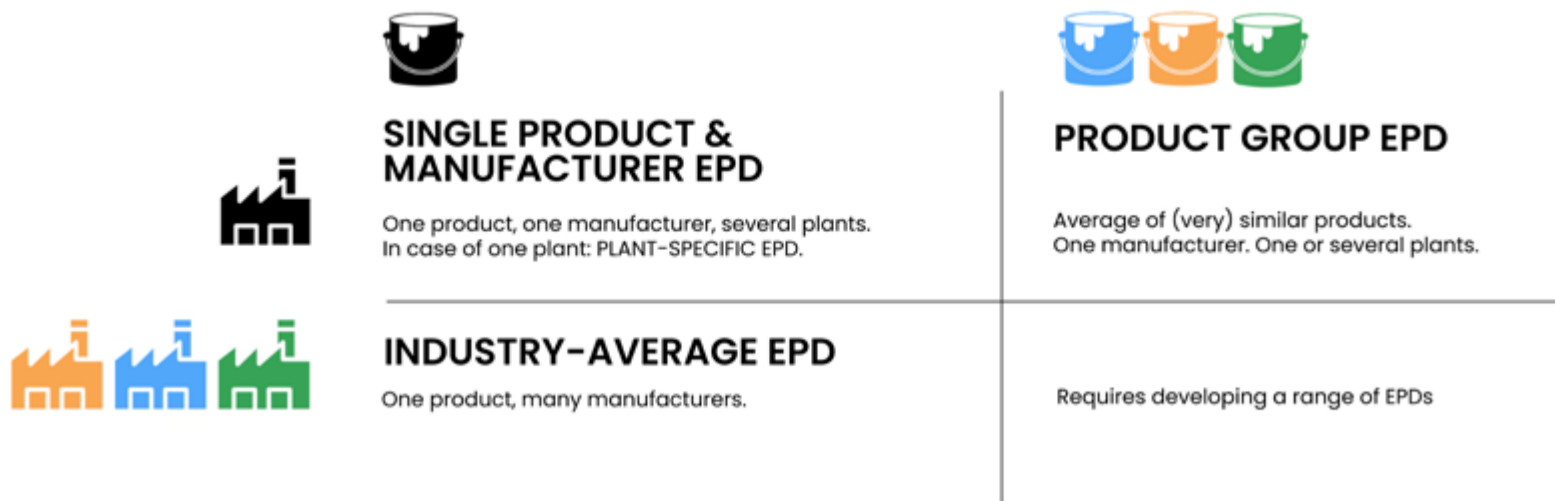 SINGLE PRODUCT &
MANUFACTURER EPD
One product, one manufacturer, several plants.
In case of one plant: PLANT-SPECIFIC EPD.
PRODUCT GROUP EPD
Average of (very) similar products.
One manufacturer. One or several plants.
INDUSTRY-AVERAGE EPD
One product, many manufacturers.
Requires developing a range of EPDs